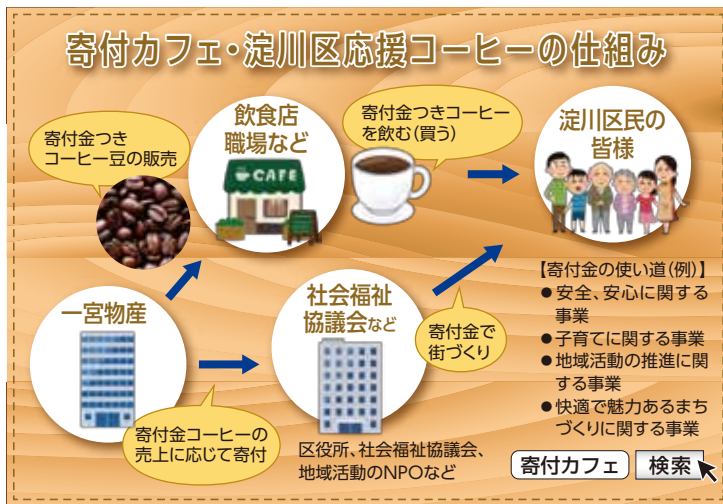 寄付カフェ・淀川区応援コーヒーの仕組み
寄付金つき
コーヒー豆の販売
飲食店
職場など
CAFE
寄付金つきコーヒー
を飲む(買う)
淀川区民の
皆様
一宮物産
寄付金コーヒーの
売上に応じて寄付
社会福祉
協議会など
区役所、社会福祉協議会、
地域活動のNPOなど
寄付金で
街づくり
【寄付金の使い道(例)】
●安全、安心に関する
事業
●子育てに関する事業
●地域活動の推進に関
する事業
●快適で魅力あるまち
づくりに関する事業
寄付カフェ 検索